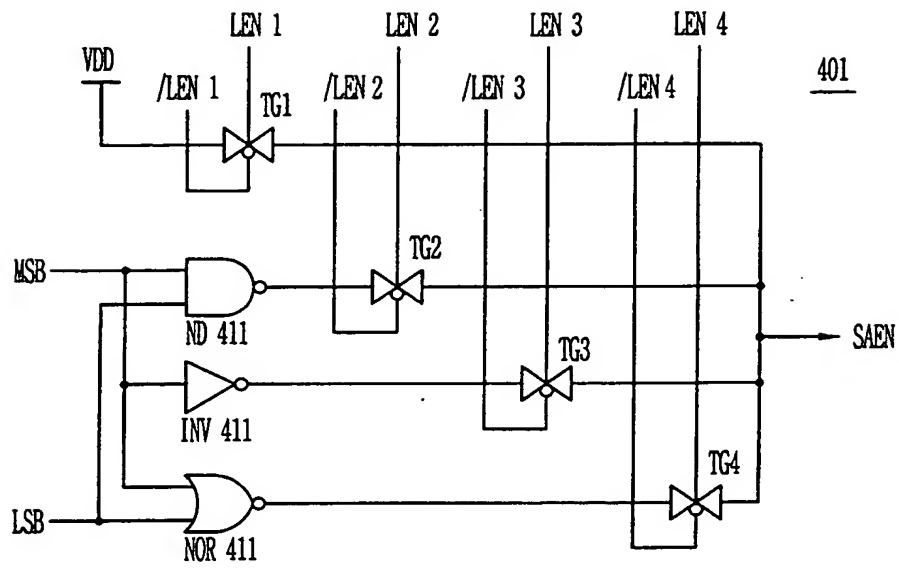 LEN 1
LEN 2
LEN 3
LEN 4
VDD
/LEN 1
/LEN 2
/LEN 3
/LEN 4
401
TG1
MSB
TG2
ND 411
SAEN
TG3
INV 411
TG4
LSB
NOR 411